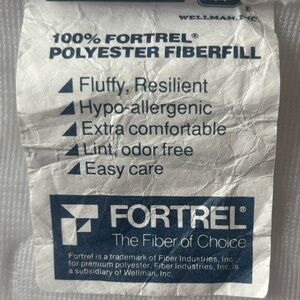 WELLMAN, INC.
100% FORTREL®
POLYESTER FIBERFILL
Fluffy, Resilient
Hypo-allergenic
Extra comfortable
Lint, odor free
Easy care
FORTREL®
The Fiber of Choice
Fortrel is a trademark of Fiber Industries, Inc.
for premium polyester. Fiber Industries, Inc. is
a subsidiary of Wellman, Inc.